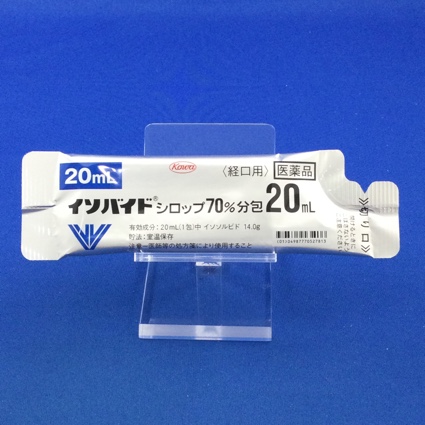 20mL
Kowa
〈経口用〉 医薬品
イソバイド®シロップ70%分包20mL
有効成分:20mL(1包)中 イソソルビド 14.0g
貯法:室温保存
注意-医師等の処方箋により使用すること
切り口